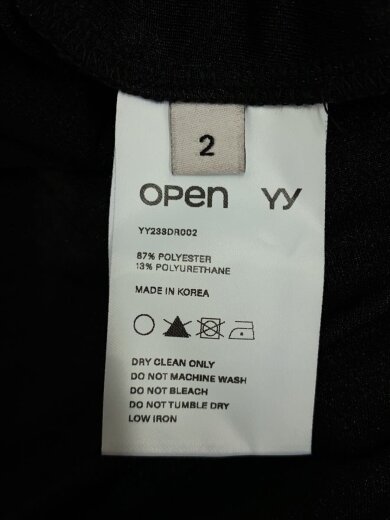 2
open YY
YY233DR002
87% POLYESTER
13% POLYURETHANE
MADE IN KOREA
DRY CLEAN ONLY
DO NOT MACHINE WASH
DO NOT BLEACH
DO NOT TUMBLE DRY
LOW IRON